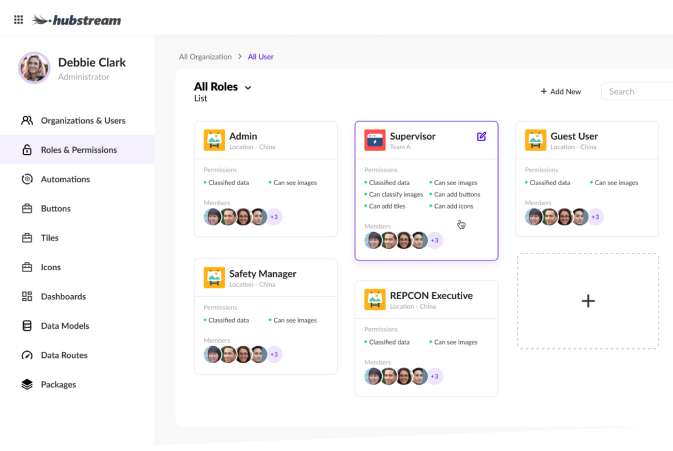 hubstream
Debbie Clark
Administrator
Organizations & Users
Roles & Permissions
Automations
Buttons
Tiles
Icons
Dashboards
Data Models
Data Routes
Packages
All Organization > All User
All Roles
List
+ Add New
Search
Admin
Location - China
Permissions
Classified data
Can see images
Members
+3
Supervisor
Team A
Permissions
Classified data
Can see images
Can classify images
Can add buttons
Can add tiles
Can add icons
Members
+3
Guest User
Location - China
Permissions
Classified data
Can see images
Members
+3
Safety Manager
Location - China
Permissions
Classified data
Can see images
Members
+3
REPCON Executive
Location - China
Permissions
Classified data
Can see images
Members
+3
+